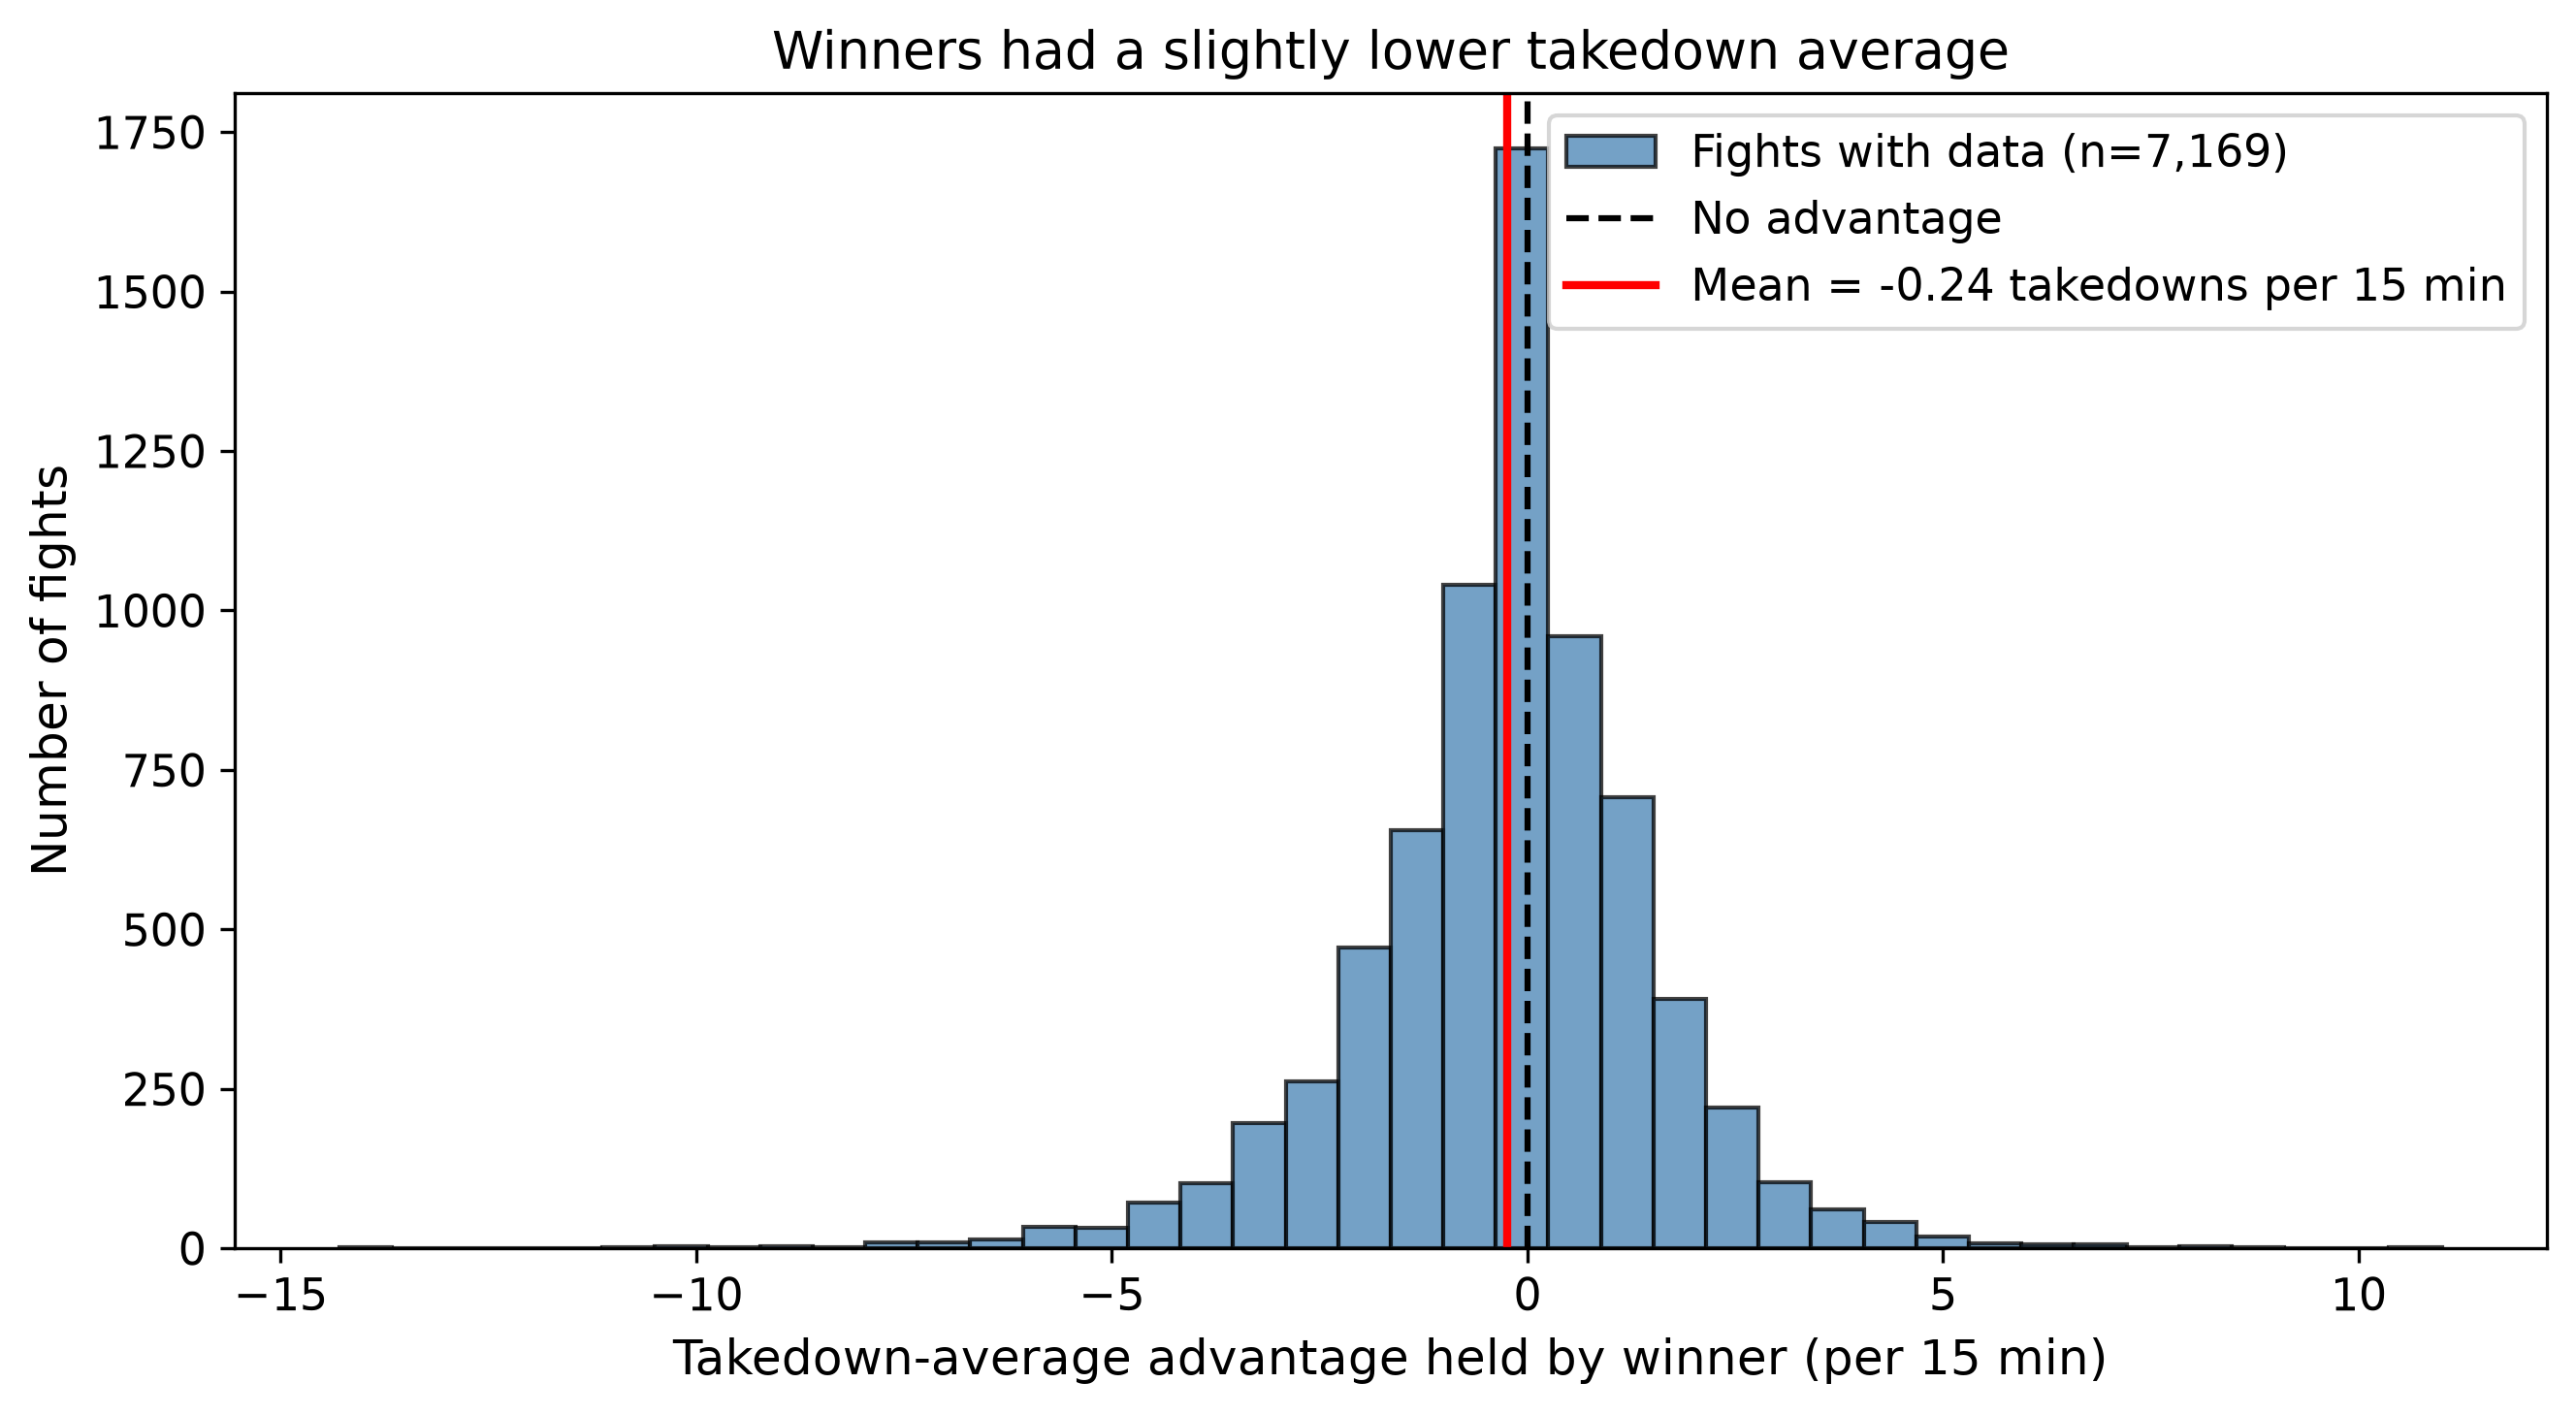 Winners had a slightly lower takedown average
Fights with data (n=7,169)
No advantage
Mean = -0.24 takedowns per 15 min
Number of fights
1750
1500
1250
1000
750
500
250
0
−15
−10
−5
0
5
10
Takedown-average advantage held by winner (per 15 min)